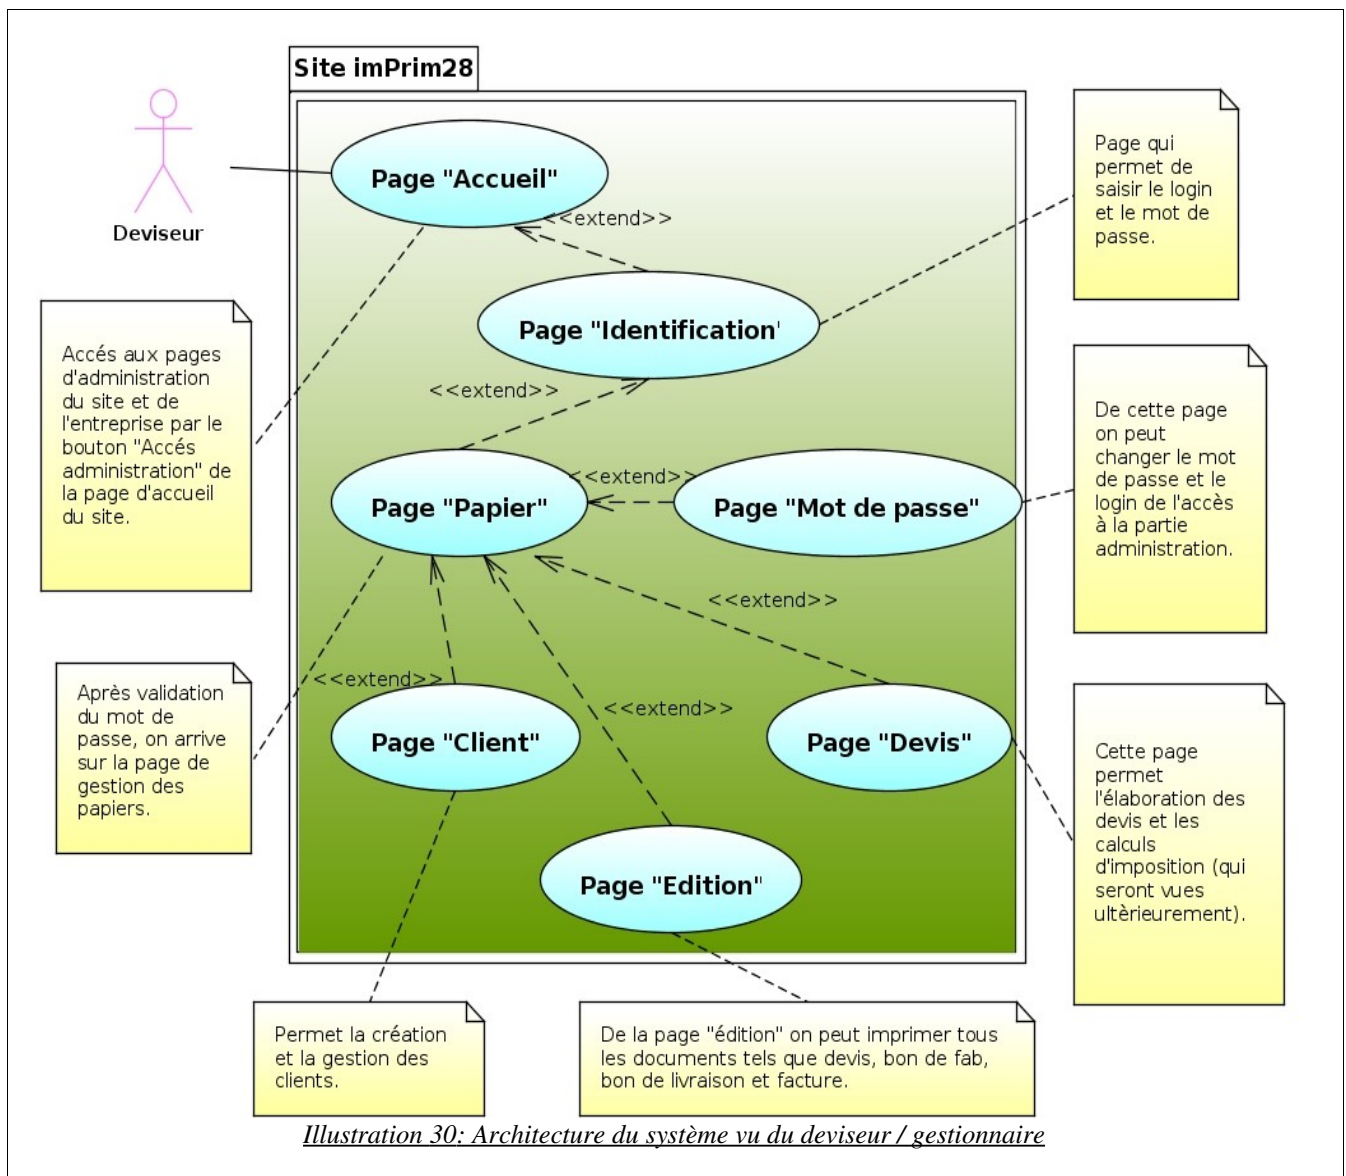 Site imPrim28
Deviseur
Page "Accueil"
<<extend>>
Page "Identification'
<<extend>>
Page "Papier"
<<extend>>
Page "Mot de passe"
<<extend>>
<<extend>>
<<extend>>
Page "Client"
Page "Devis"
Page "Edition"
Page qui
permet de
saisir le login
et le mot de
passe.
Accés aux pages
d'administration
du site et de
l'entreprise par le
bouton "Accés
administration" de
la page d'accueil
du site.
De cette page
on peut
changer le mot
de passe et le
login de l'accès
à la partie
administration.
Après validation
du mot de
passe, on arrive
sur la page de
gestion des
papiers.
Cette page
permet
l'élaboration des
devis et les
calculs
d'imposition (qui
seront vues
ultèrieurement).
Permet la création
et la gestion des
clients.
De la page "édition" on peut imprimer tous
les documents tels que devis, bon de fab,
bon de livraison et facture.
Illustration 30: Architecture du système vu du deviseur / gestionnaire